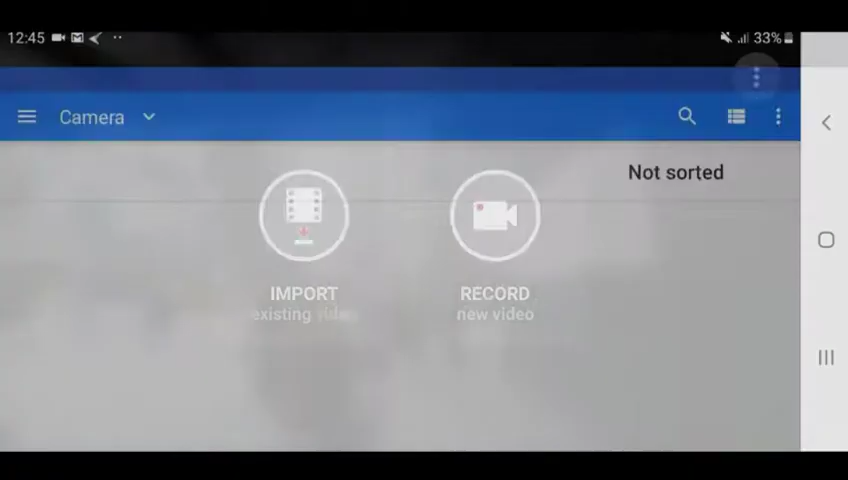 12:45
33%
Camera
Not sorted
IMPORT
existing video
RECORD
new video